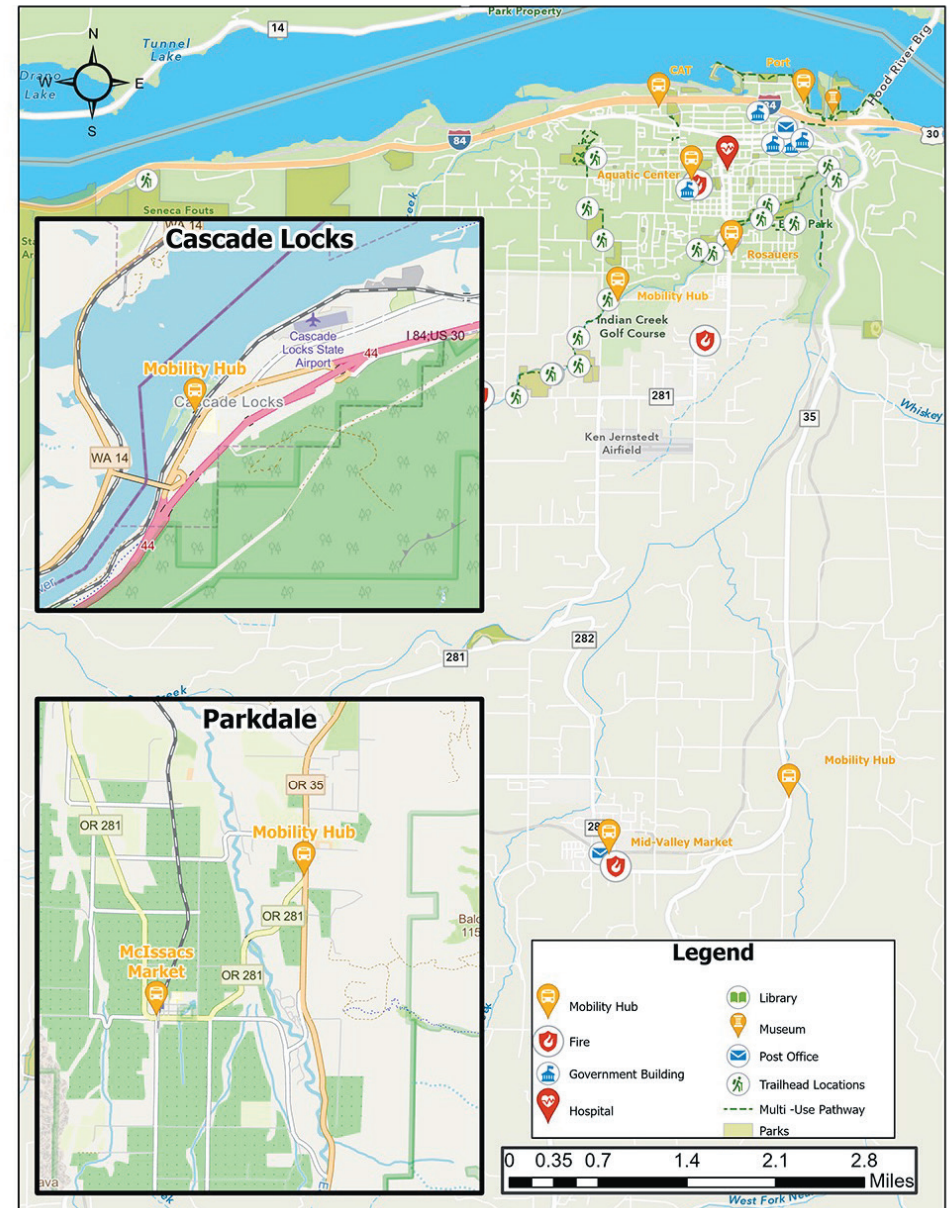 Park Property
14
Tunnel
Lake
Drano
Lake
N
W
E
S
Hood River Brg
CAT
Port
84
84
30
Aquatic Center
Seneca Fouts
Park
Rosauers
Mobility Hub
Indian Creek
Golf Course
281
Ken Jernstedt
Airfield
35
Whiskey
WA 14
Cascade Locks
Cascade
Locks State
Airport
I 84;US 30
44
Mobility Hub
Cascade Locks
WA 14
44
281
282
Parkdale
OR 35
Mobility Hub
OR 281
OR 281
OR 281
McIssacs
Market
Mobility Hub
Mid-Valley Market
Legend
Mobility Hub
Library
Fire
Museum
Government Building
Post Office
Hospital
Trailhead Locations
Multi -Use Pathway
Parks
0 0.35 0.7 1.4 2.1 2.8
Miles